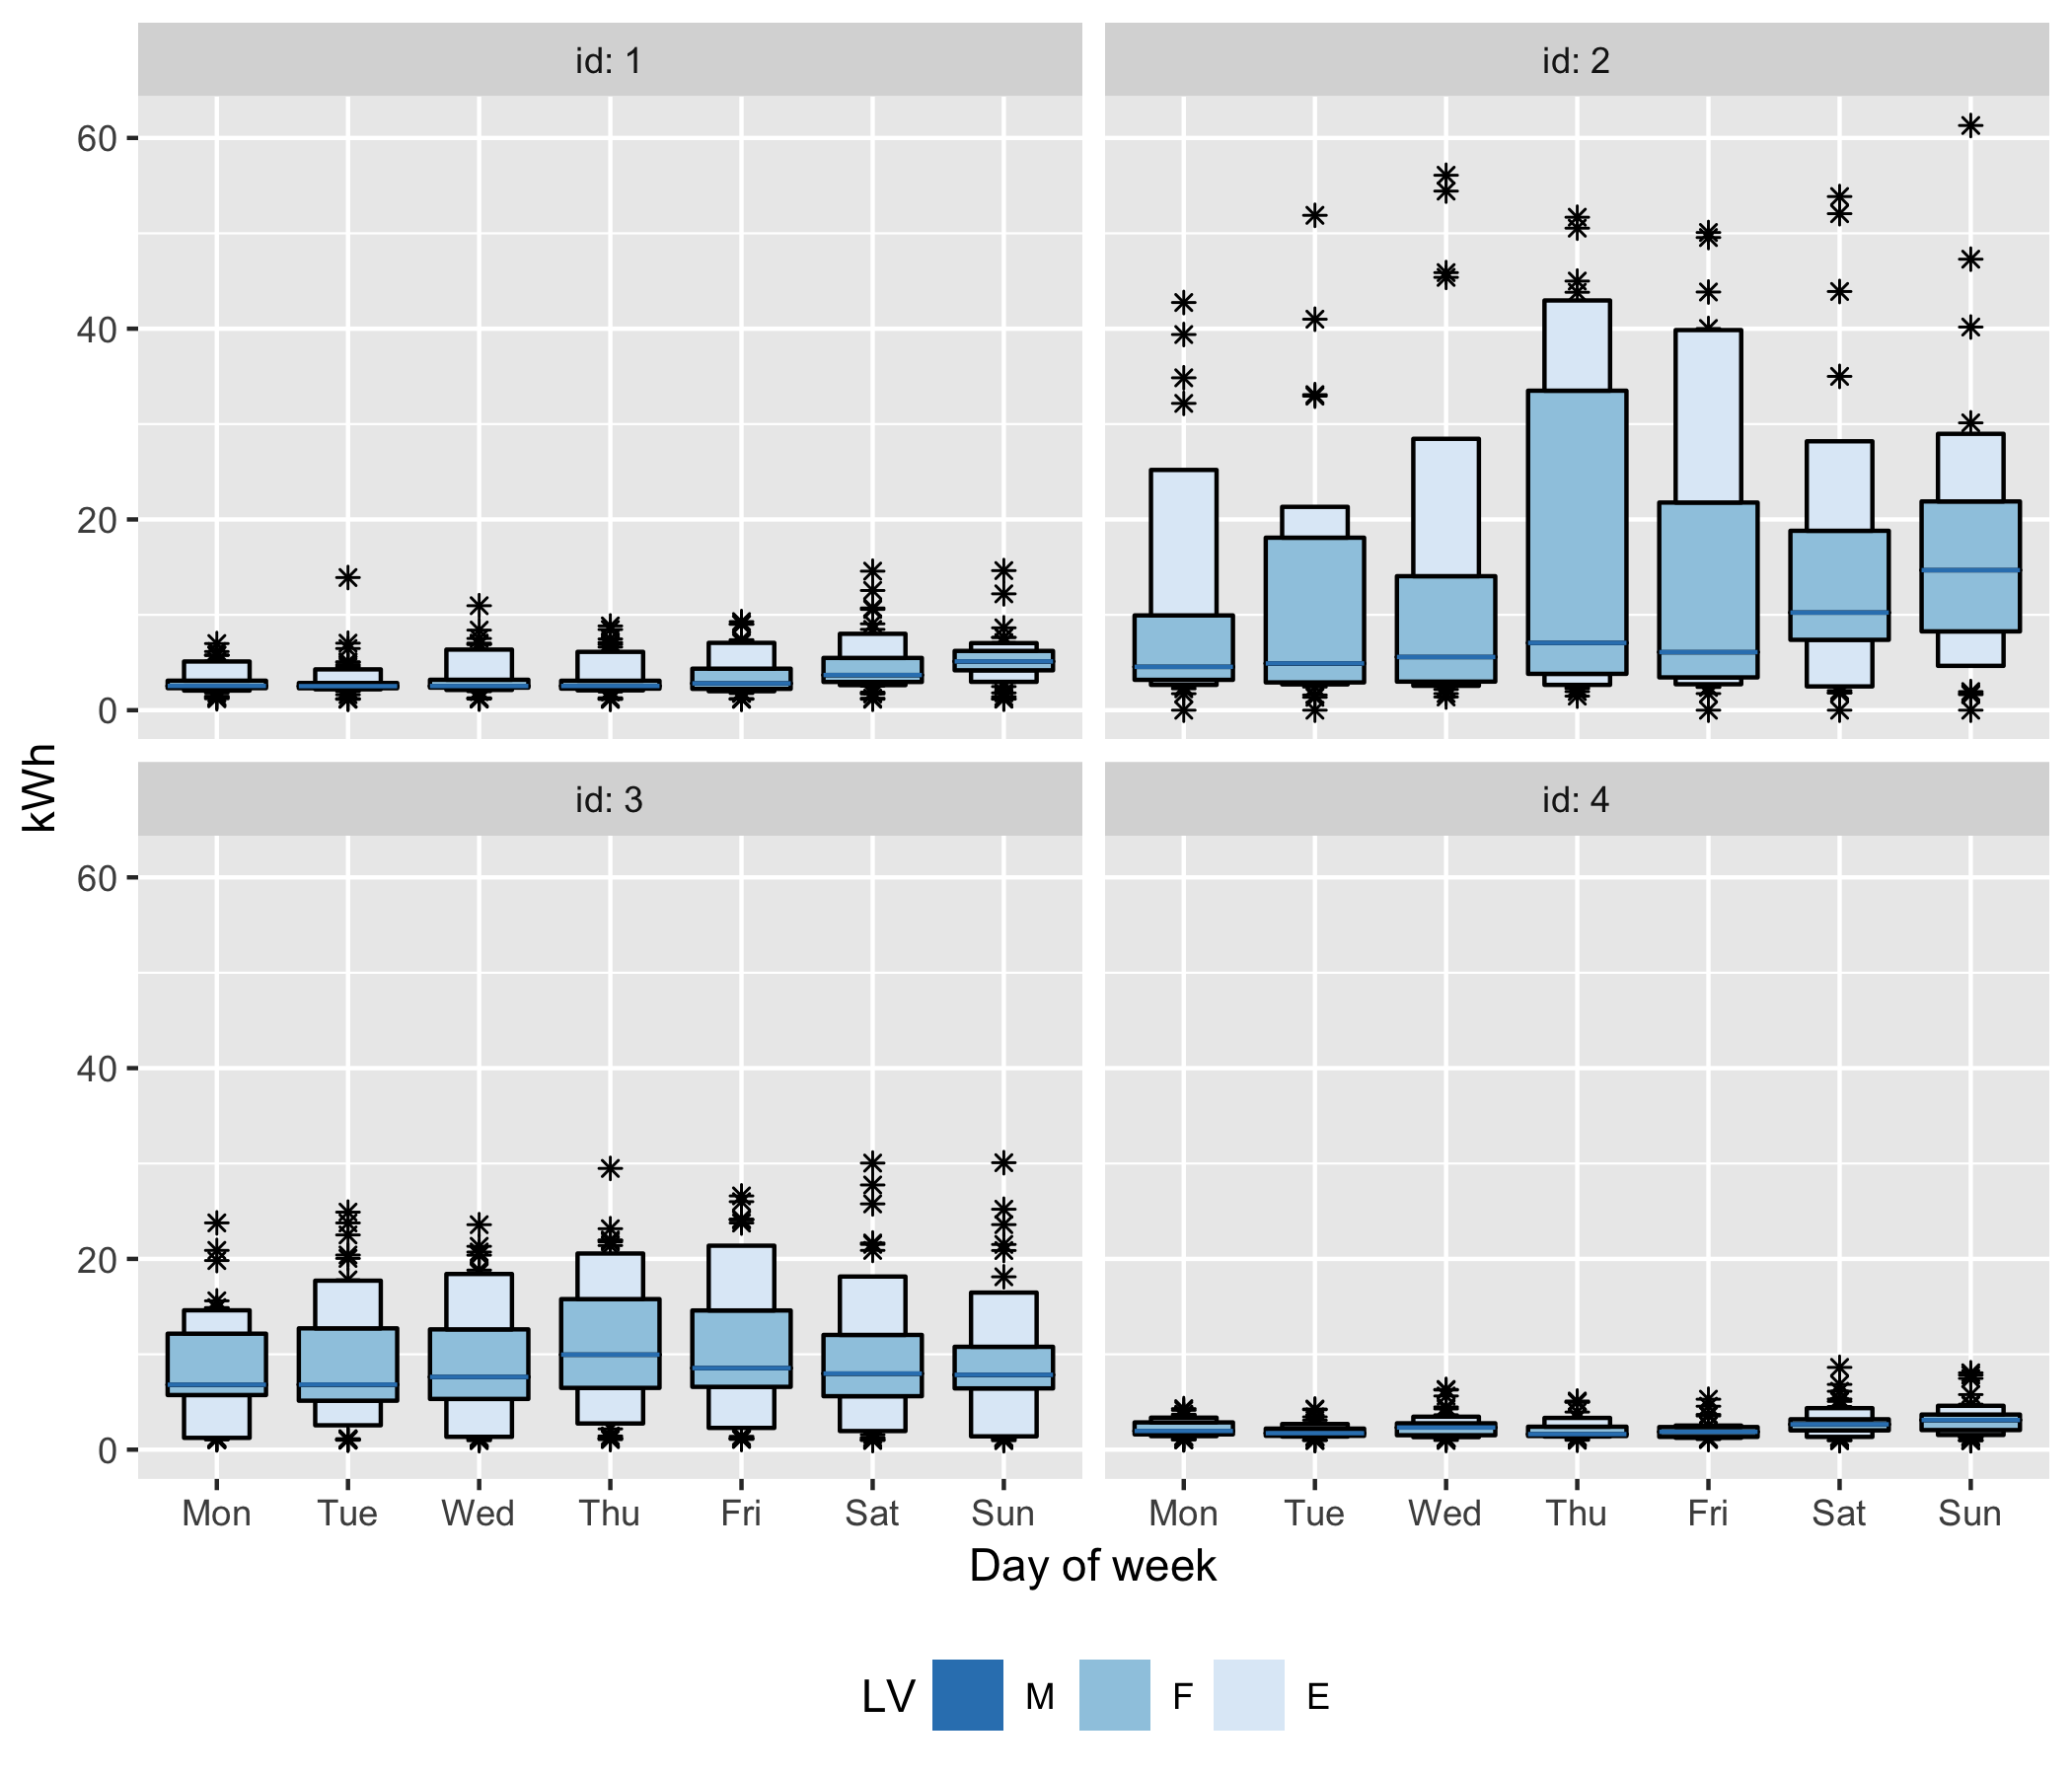 id: 1
id: 2
60
40
20
0
kWh
id: 3
id: 4
60
40
20
0
Mon Tue Wed Thu Fri Sat Sun Mon Tue Wed Thu Fri Sat Sun
Day of week
LV M F E